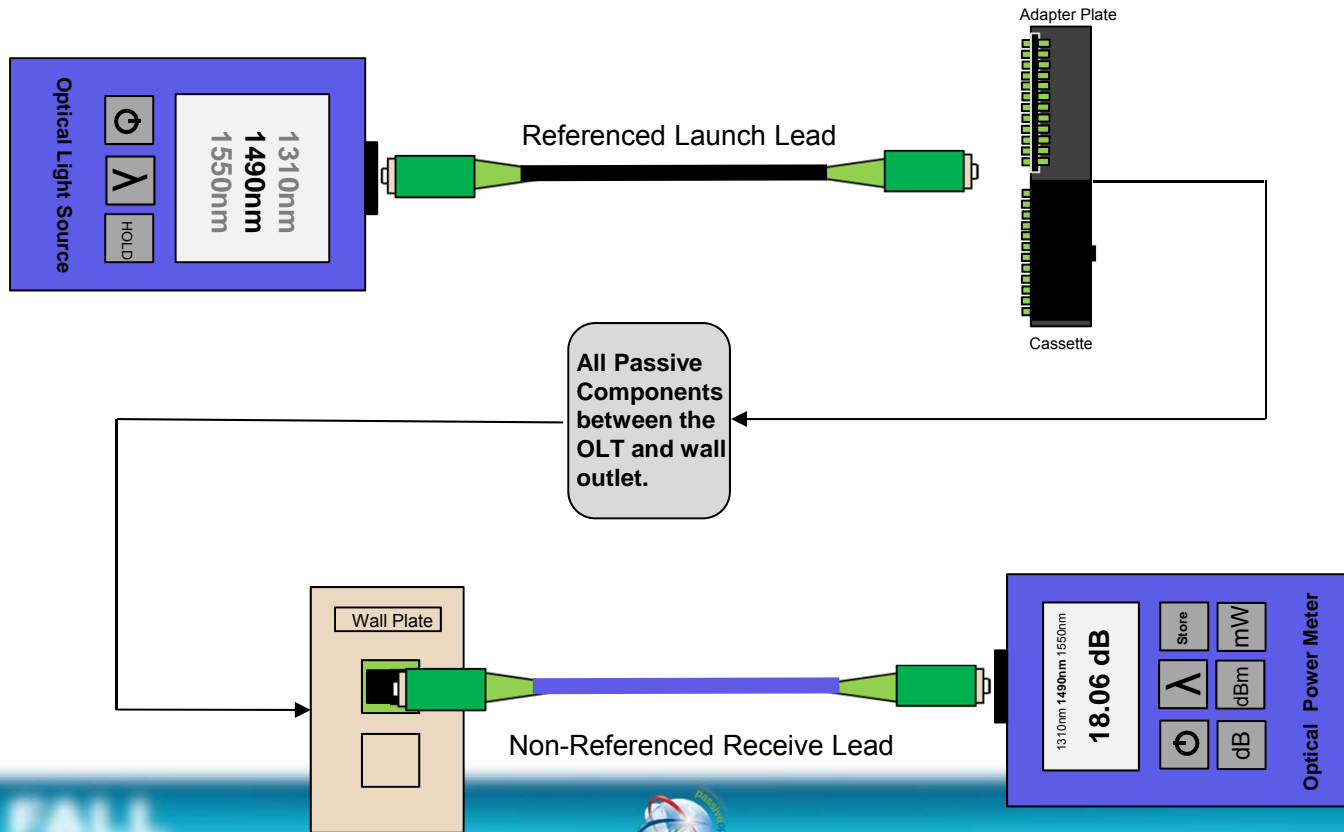 Adapter Plate
Optical Light Source
HOLD
1310nm
1490nm
1550nm
Referenced Launch Lead
Cassette
All Passive
Components
between the
OLT and wall
outlet.
Wall Plate
Non-Referenced Receive Lead
1310nm 1490nm 1550nm
18.06 dB
Store
mW
λ
dBm
dB
Optical Power Meter
FALL
passive